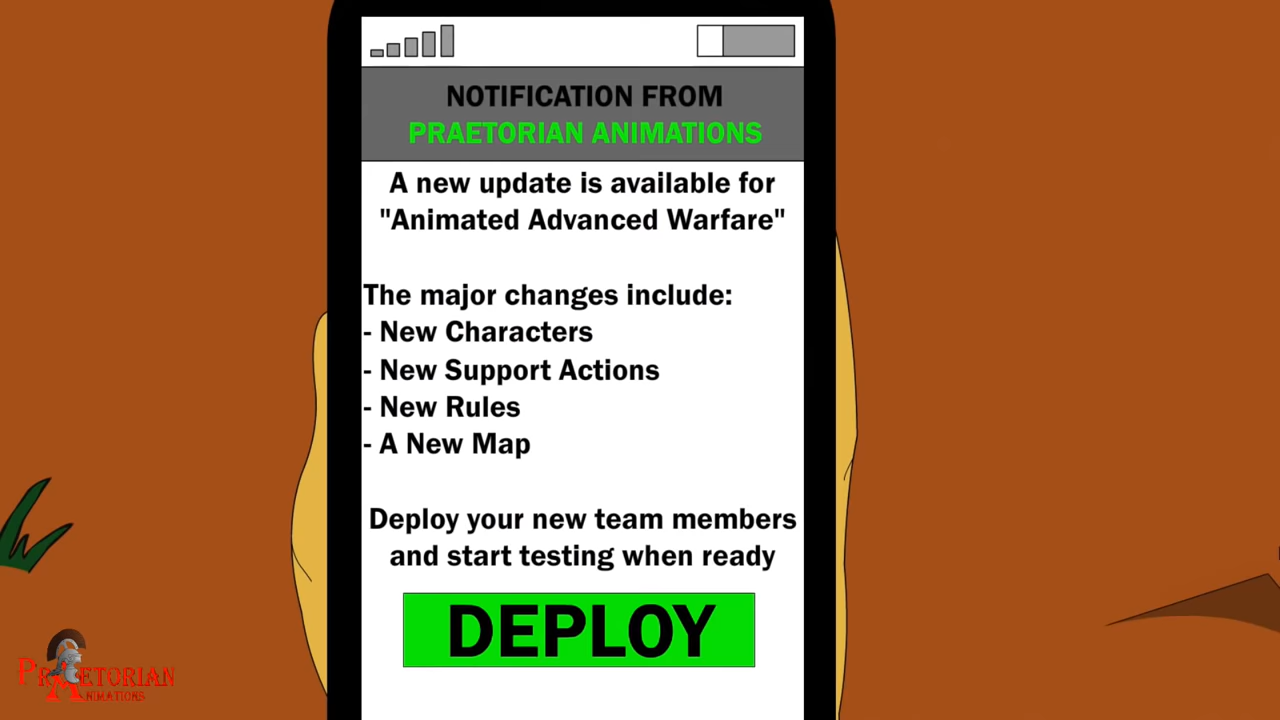 NOTIFICATION FROM
PRAETORIAN ANIMATIONS
A new update is available for
"Animated Advanced Warfare"
The major changes include:
- New Characters
- New Support Actions
- New Rules
- A New Map
Deploy your new team members
and start testing when ready
DEPLOY
PRAETORIAN
ANIMATIONS